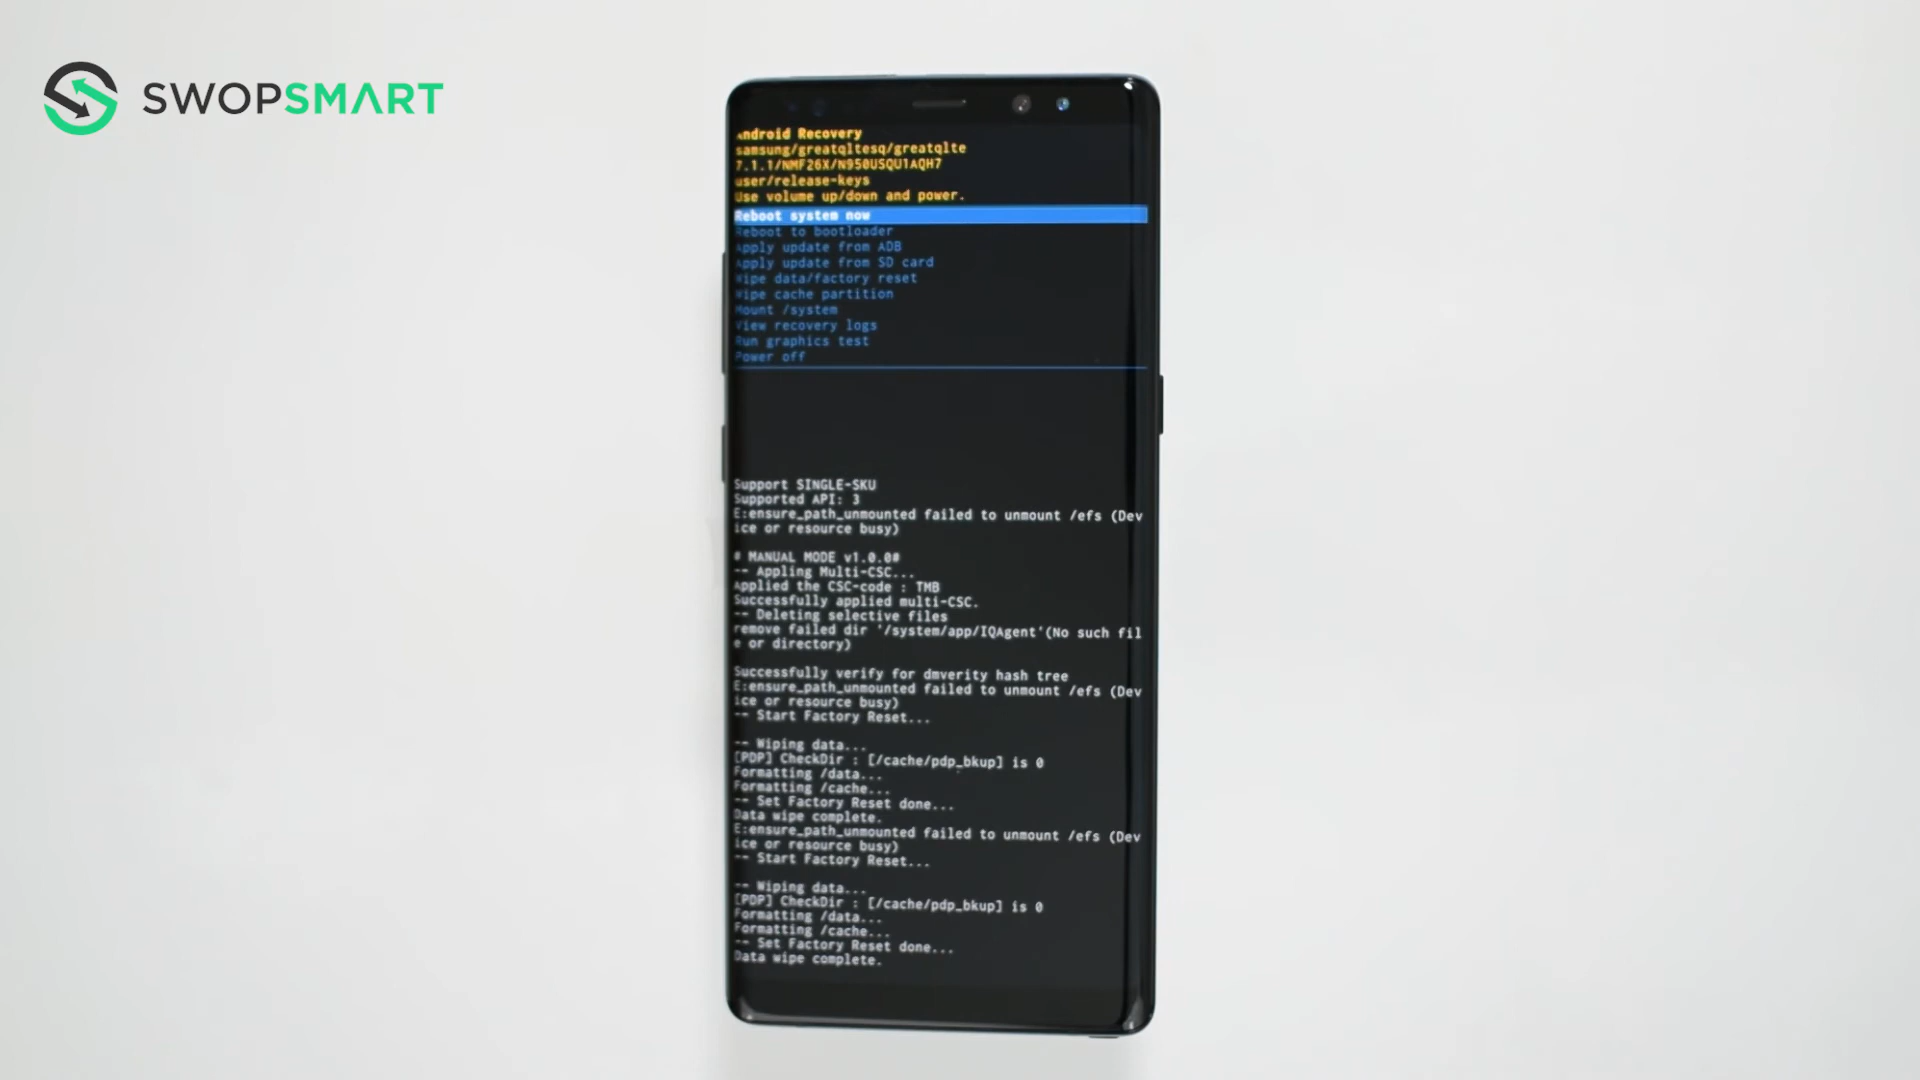 SWOPSMART
Android Recovery
samsung/greatqltesq/greatqlte
7.1.1/NMF26X/N950USQU1AQH7
user/release-keys
Use volume up/down and power.
Reboot system now
Reboot to bootloader
Apply update from ADB
Apply update from SD card
Wipe data/factory reset
Wipe cache partition
Mount /system
View recovery logs
Run graphics test
Power off
Support SINGLE-SKU
Supported API: 3
E:ensure_path_unmounted failed to unmount /efs (Dev
ice or resource busy)
# MANUAL MODE v1.0.0#
-- Appling Multi-CSC...
Applied the CSC-code : TMB
Successfully applied multi-CSC.
-- Deleting selective files
remove failed dir '/system/app/IQAgent'(No such fil
e or directory)
Successfully verify for dmverity hash tree
E:ensure_path_unmounted failed to unmount /efs (Dev
ice or resource busy)
-- Start Factory Reset...
-- Wiping data...
[PDP] CheckDir : [/cache/pdp_bkup] is 0
Formatting /data...
Formatting /cache...
-- Set Factory Reset done...
Data wipe complete.
E:ensure_path_unmounted failed to unmount /efs (Dev
ice or resource busy)
-- Start Factory Reset...
-- Wiping data...
[PDP] CheckDir : [/cache/pdp_bkup] is 0
Formatting /data...
Formatting /cache...
-- Set Factory Reset done...
Data wipe complete.